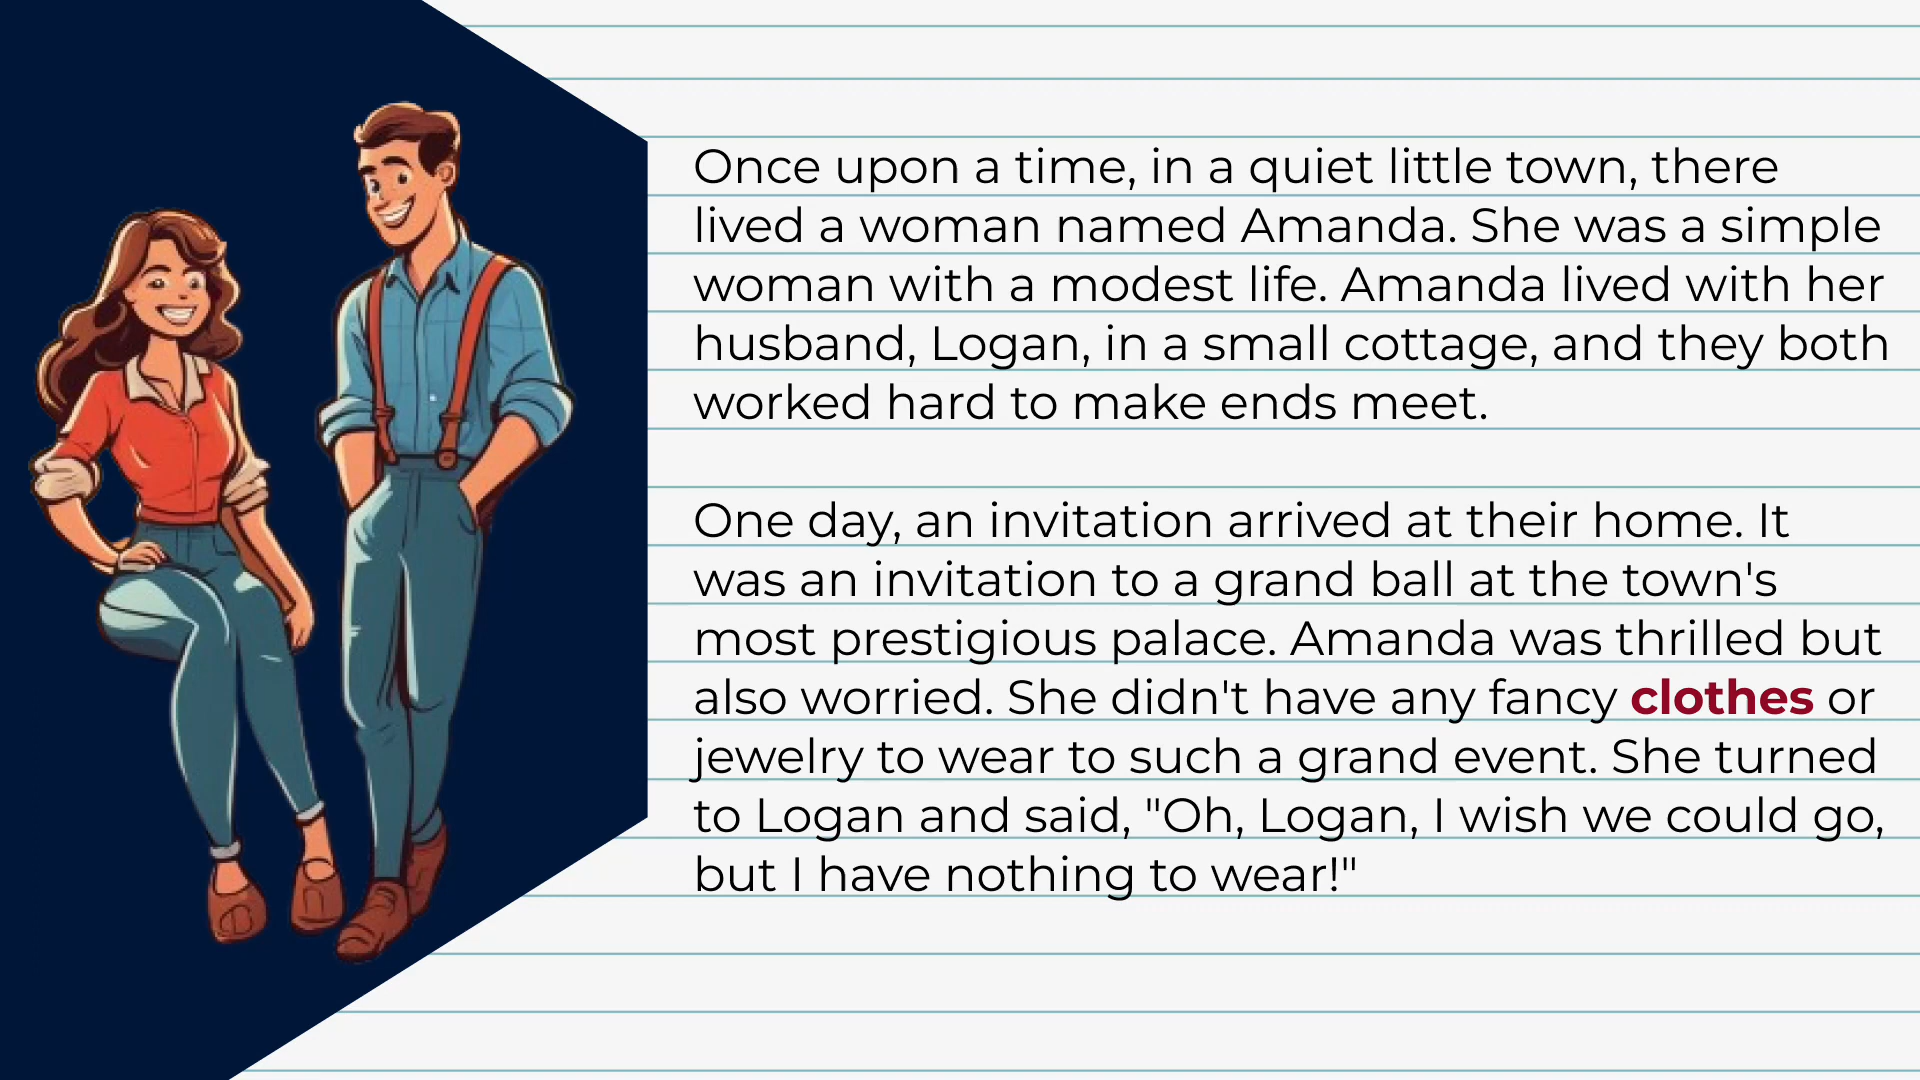 Once upon a time, in a quiet little town, there
lived a woman named Amanda. She was a simple
woman with a modest life. Amanda lived with her
husband, Logan, in a small cottage, and they both
worked hard to make ends meet.
One day, an invitation arrived at their home. It
was an invitation to a grand ball at the town's
most prestigious palace. Amanda was thrilled but
also worried. She didn't have any fancy clothes or
jewelry to wear to such a grand event. She turned
to Logan and said, "Oh, Logan, I wish we could go,
but I have nothing to wear!"